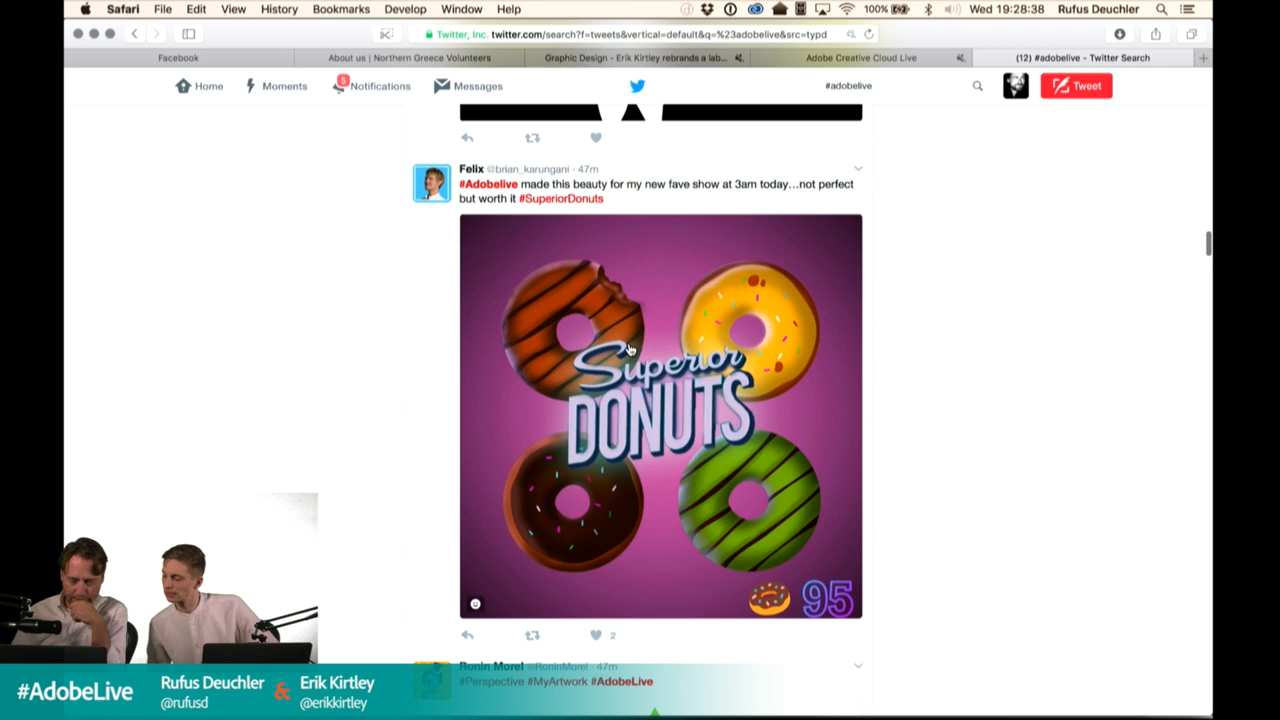 Safari File Edit View History Bookmarks Develop Window Help 100% Wed 19:28:38 Rufus Deuchler
Twitter, Inc. twitter.com/search?f=tweets&vertical=default&q=%23adobelive&src=typd
Facebook About us | Northern Greece Volunteers Graphic Design - Erik Kirtley rebrands a lab... Adobe Creative Cloud Live (12) #adobelive - Twitter Search
Home Moments 5 Notifications Messages #adobelive Tweet
Felix @brian_karungani · 47m
#Adobelive made this beauty for my new fave show at 3am today...not perfect
but worth it #SuperiorDonuts
Superior
DONUTS
95
2
Ronin Morel @RoninMorel · 47m
#Perspective #MyArtwork #AdobeLive
#AdobeLive Rufus Deuchler & Erik Kirtley
@rufusd @erikkirtley